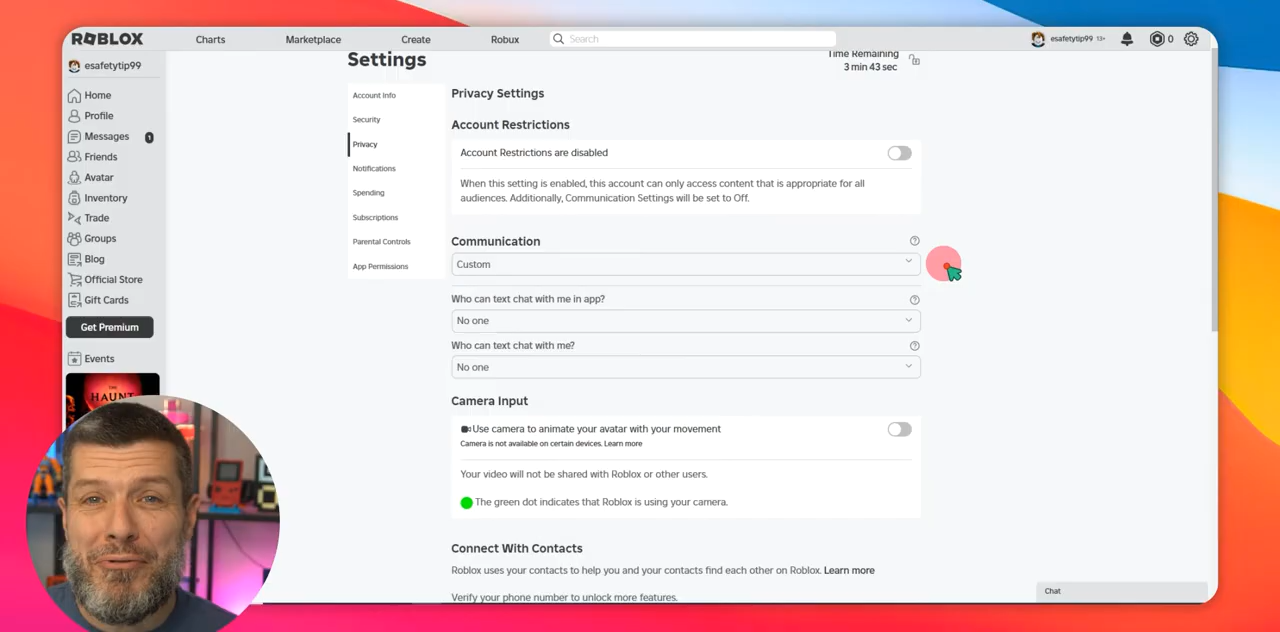 ROBLOX
Charts
Marketplace
Create
Robux
Search
esafetytip99 13+
0
esafetytip99
Home
Profile
Messages 1
Friends
Avatar
Inventory
Trade
Groups
Blog
Official Store
Gift Cards
Get Premium
Events
THE
HAUNT
Settings
Time Remaining
3 min 43 sec
Account Info
Security
Privacy
Notifications
Spending
Subscriptions
Parental Controls
App Permissions
Privacy Settings
Account Restrictions
Account Restrictions are disabled
When this setting is enabled, this account can only access content that is appropriate for all
audiences. Additionally, Communication Settings will be set to Off.
Communication
Custom
Who can text chat with me in app?
No one
Who can text chat with me?
No one
Camera Input
Use camera to animate your avatar with your movement
Camera is not available on certain devices. Learn more
Your video will not be shared with Roblox or other users.
The green dot indicates that Roblox is using your camera.
Connect With Contacts
Roblox uses your contacts to help you and your contacts find each other on Roblox. Learn more
Verify your phone number to unlock more features.
Chat